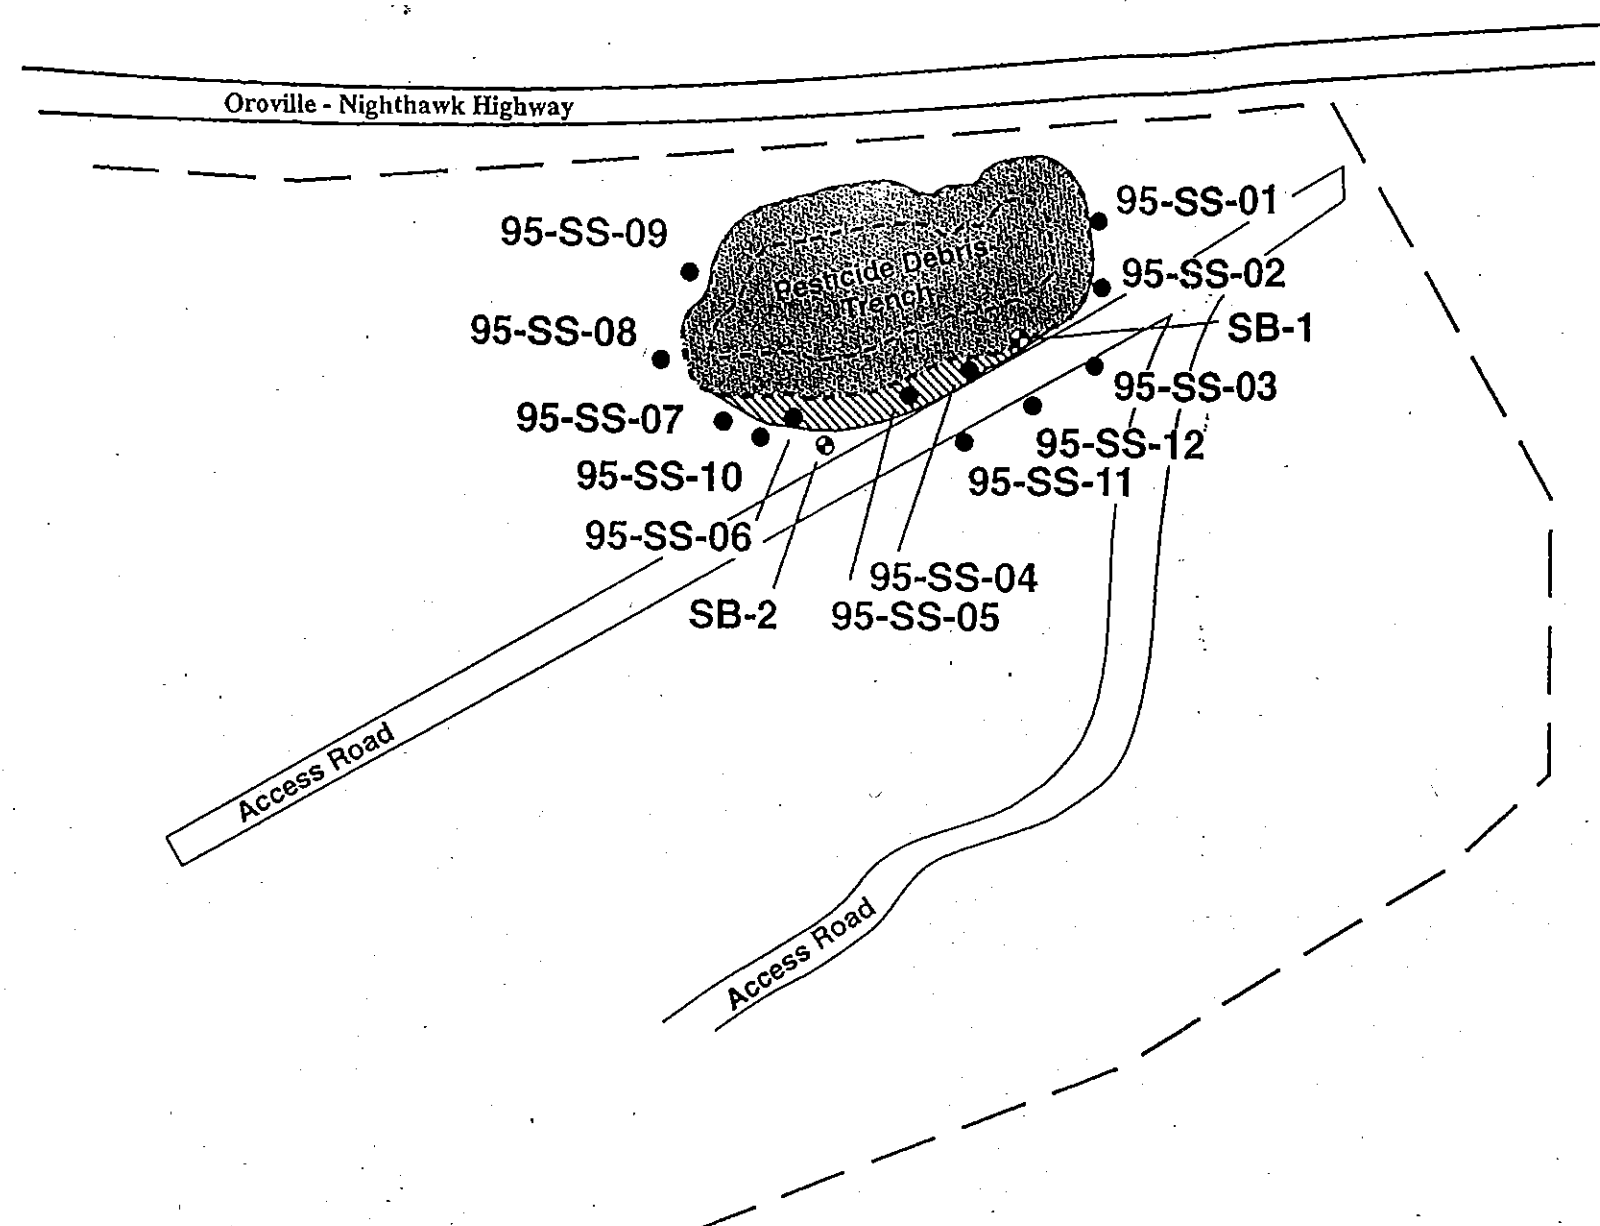 Oroville - Nighthawk Highway
95-SS-01
95-SS-09
Pesticide Debris
Trench
95-SS-02
95-SS-08
SB-1
95-SS-03
95-SS-07
95-SS-12
95-SS-10
95-SS-11
95-SS-06
95-SS-04
SB-2
95-SS-05
Access Road
Access Road